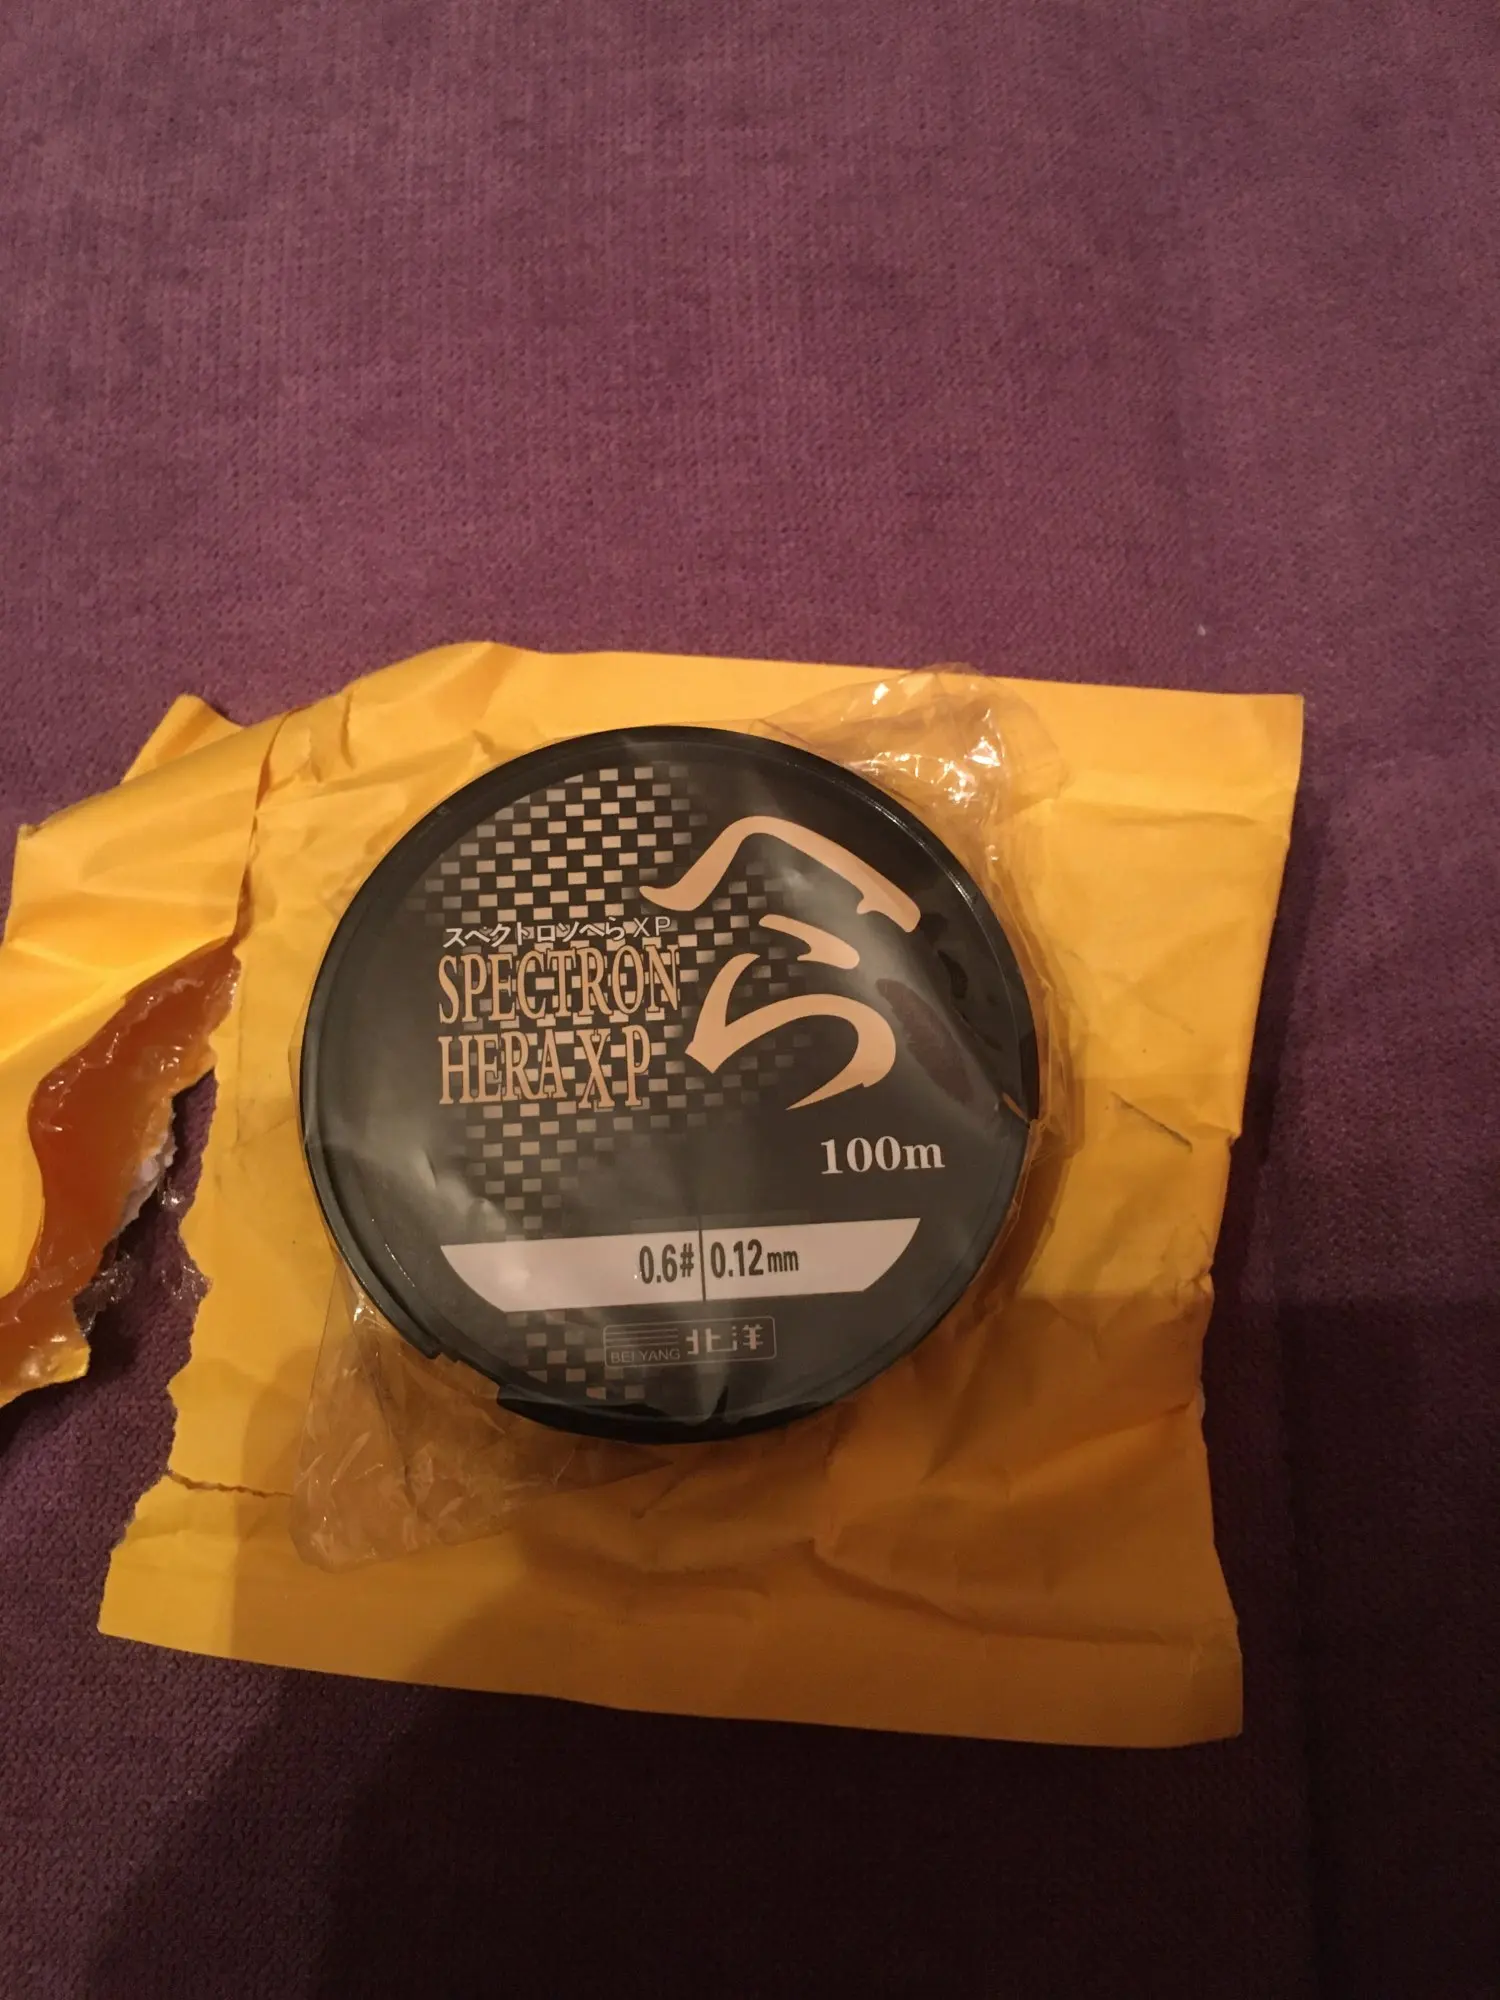 へら
スペクトロンへらXP
SPECTRON
HERA XP
100m
0.6# 0.12mm
BEI YANG 北洋